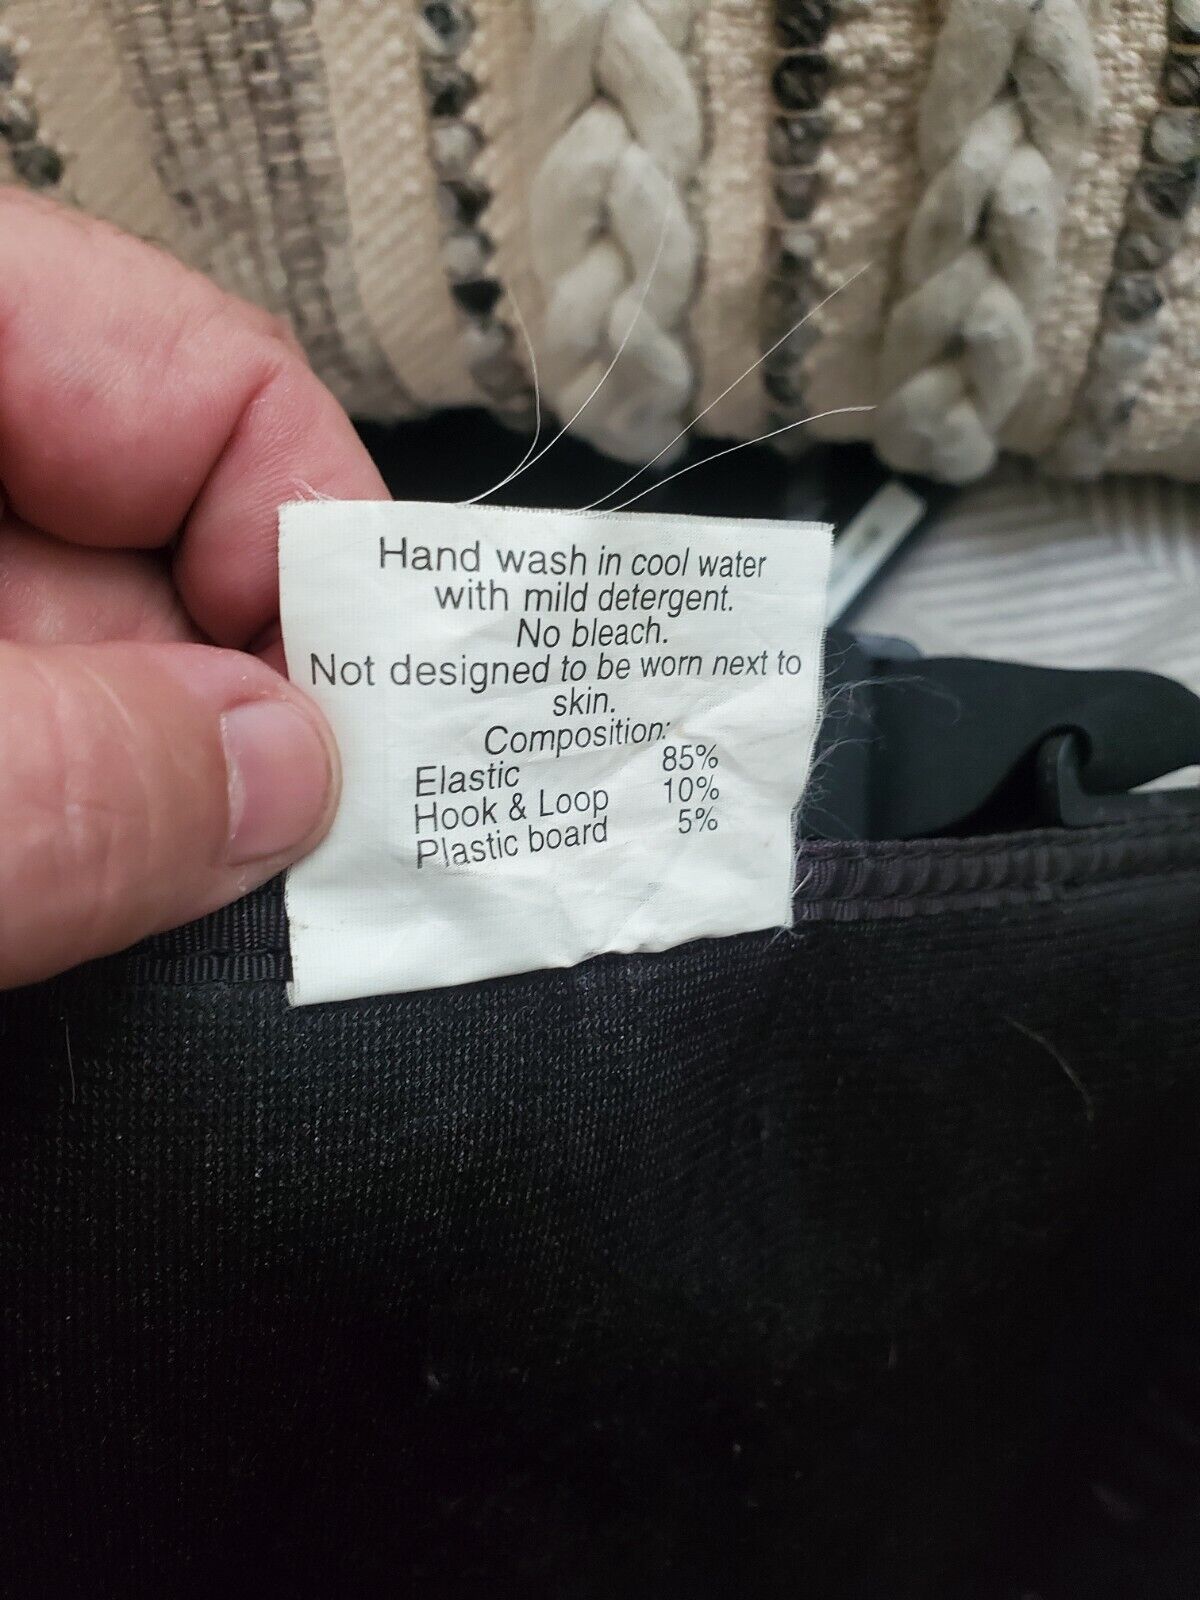 Hand wash in cool water
with mild detergent.
No bleach.
Not designed to be worn next to
skin.
Composition:
Elastic 85%
Hook & Loop 10%
Plastic board 5%